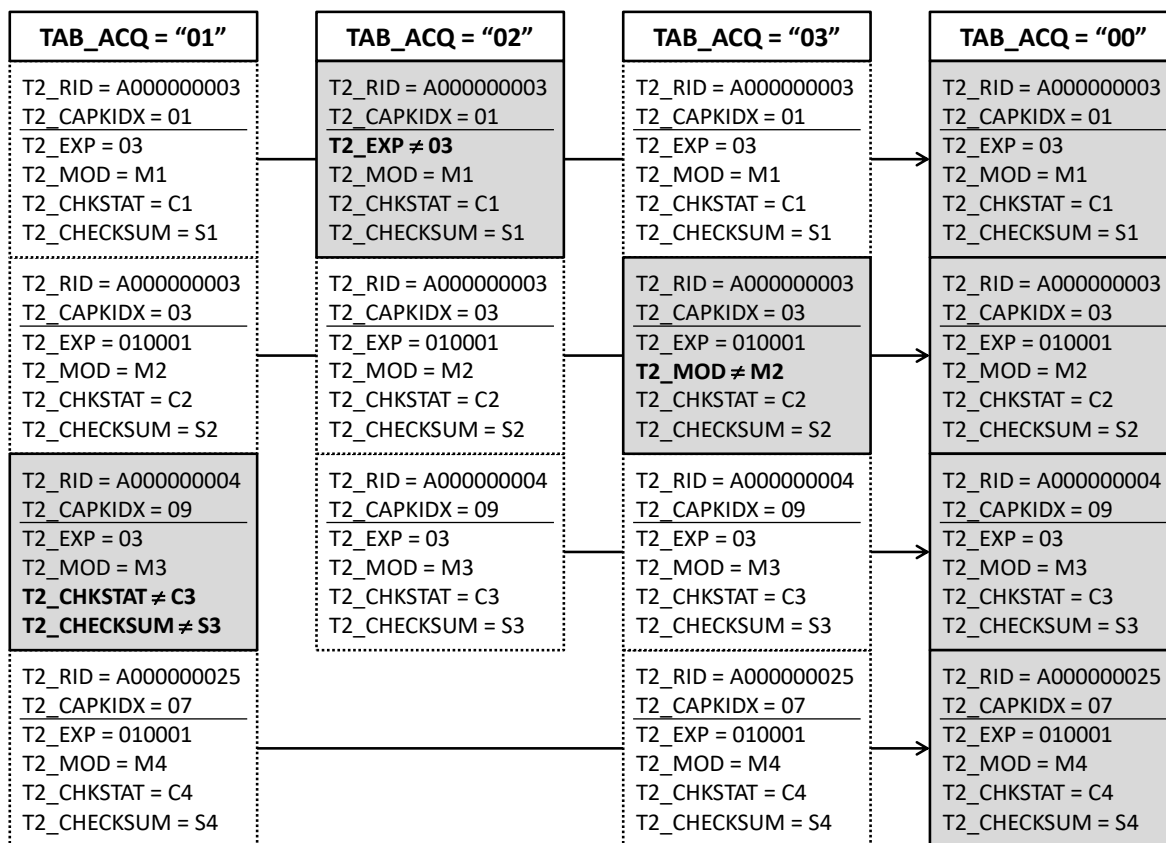 TAB_ACQ = “01”
T2_RID = A000000003
T2_CAPKIDX = 01
T2_EXP = 03
T2_MOD = M1
T2_CHKSTAT = C1
T2_CHECKSUM = S1
T2_RID = A000000003
T2_CAPKIDX = 03
T2_EXP = 010001
T2_MOD = M2
T2_CHKSTAT = C2
T2_CHECKSUM = S2
T2_RID = A000000004
T2_CAPKIDX = 09
T2_EXP = 03
T2_MOD = M3
T2_CHKSTAT ≠ C3
T2_CHECKSUM ≠ S3
T2_RID = A000000025
T2_CAPKIDX = 07
T2_EXP = 010001
T2_MOD = M4
T2_CHKSTAT = C4
T2_CHECKSUM = S4
TAB_ACQ = “02”
T2_RID = A000000003
T2_CAPKIDX = 01
T2_EXP ≠ 03
T2_MOD = M1
T2_CHKSTAT = C1
T2_CHECKSUM = S1
T2_RID = A000000003
T2_CAPKIDX = 03
T2_EXP = 010001
T2_MOD = M2
T2_CHKSTAT = C2
T2_CHECKSUM = S2
T2_RID = A000000004
T2_CAPKIDX = 09
T2_EXP = 03
T2_MOD = M3
T2_CHKSTAT = C3
T2_CHECKSUM = S3
TAB_ACQ = “03”
T2_RID = A000000003
T2_CAPKIDX = 01
T2_EXP = 03
T2_MOD = M1
T2_CHKSTAT = C1
T2_CHECKSUM = S1
T2_RID = A000000003
T2_CAPKIDX = 03
T2_EXP = 010001
T2_MOD ≠ M2
T2_CHKSTAT = C2
T2_CHECKSUM = S2
T2_RID = A000000004
T2_CAPKIDX = 09
T2_EXP = 03
T2_MOD = M3
T2_CHKSTAT = C3
T2_CHECKSUM = S3
T2_RID = A000000025
T2_CAPKIDX = 07
T2_EXP = 010001
T2_MOD = M4
T2_CHKSTAT = C4
T2_CHECKSUM = S4
TAB_ACQ = “00”
T2_RID = A000000003
T2_CAPKIDX = 01
T2_EXP = 03
T2_MOD = M1
T2_CHKSTAT = C1
T2_CHECKSUM = S1
T2_RID = A000000003
T2_CAPKIDX = 03
T2_EXP = 010001
T2_MOD = M2
T2_CHKSTAT = C2
T2_CHECKSUM = S2
T2_RID = A000000004
T2_CAPKIDX = 09
T2_EXP = 03
T2_MOD = M3
T2_CHKSTAT = C3
T2_CHECKSUM = S3
T2_RID = A000000025
T2_CAPKIDX = 07
T2_EXP = 010001
T2_MOD = M4
T2_CHKSTAT = C4
T2_CHECKSUM = S4